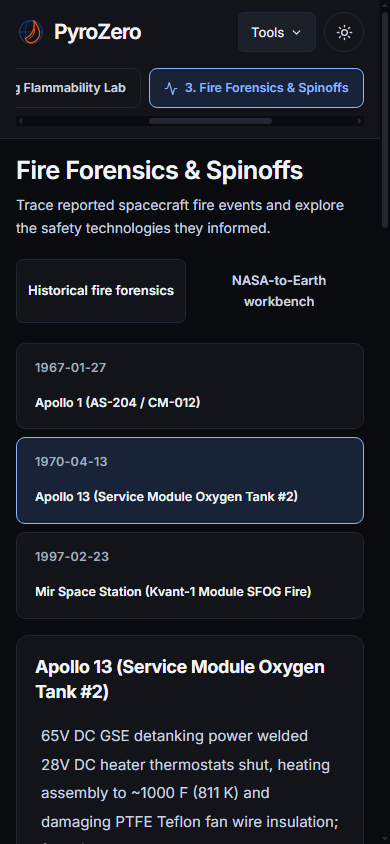 PyroZero
Tools
g Flammability Lab
3. Fire Forensics & Spinoffs
Fire Forensics & Spinoffs
Trace reported spacecraft fire events and explore
the safety technologies they informed.
Historical fire forensics
NASA-to-Earth
workbench
1967-01-27
Apollo 1 (AS-204 / CM-012)
1970-04-13
Apollo 13 (Service Module Oxygen Tank #2)
1997-02-23
Mir Space Station (Kvant-1 Module SFOG Fire)
Apollo 13 (Service Module Oxygen
Tank #2)
65V DC GSE detanking power welded
28V DC heater thermostats shut, heating
assembly to ~1000 F (811 K) and
damaging PTFE Teflon fan wire insulation;